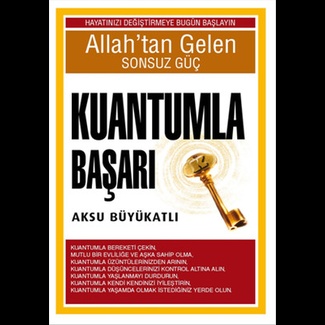 HAYATINIZI DEĞİŞTİRMEYE BUGÜN BAŞLAYIN
Allah'tan Gelen
SONSUZ GÜÇ
KUANTUMLA
BAŞARI
AKSU BÜYÜKATLI
KUANTUMLA BEREKETİ ÇEKİN,
MUTLU BİR EVLİLİĞE VE AŞKA SAHİP OLMA,
KUANTUMLA ÜZÜNTÜLERİNİZDEN ARININ,
KUANTUMLA DÜŞÜNCELERİNİZİ KONTROL ALTINA ALIN,
KUANTUMLA YAŞLANMAYI DURDURUN,
KUANTUMLA KENDİ KENDİNİZİ İYİLEŞTİRİN,
KUANTUMLA YAŞAMDA OLMAK İSTEDİĞİNİZ YERDE OLUN.